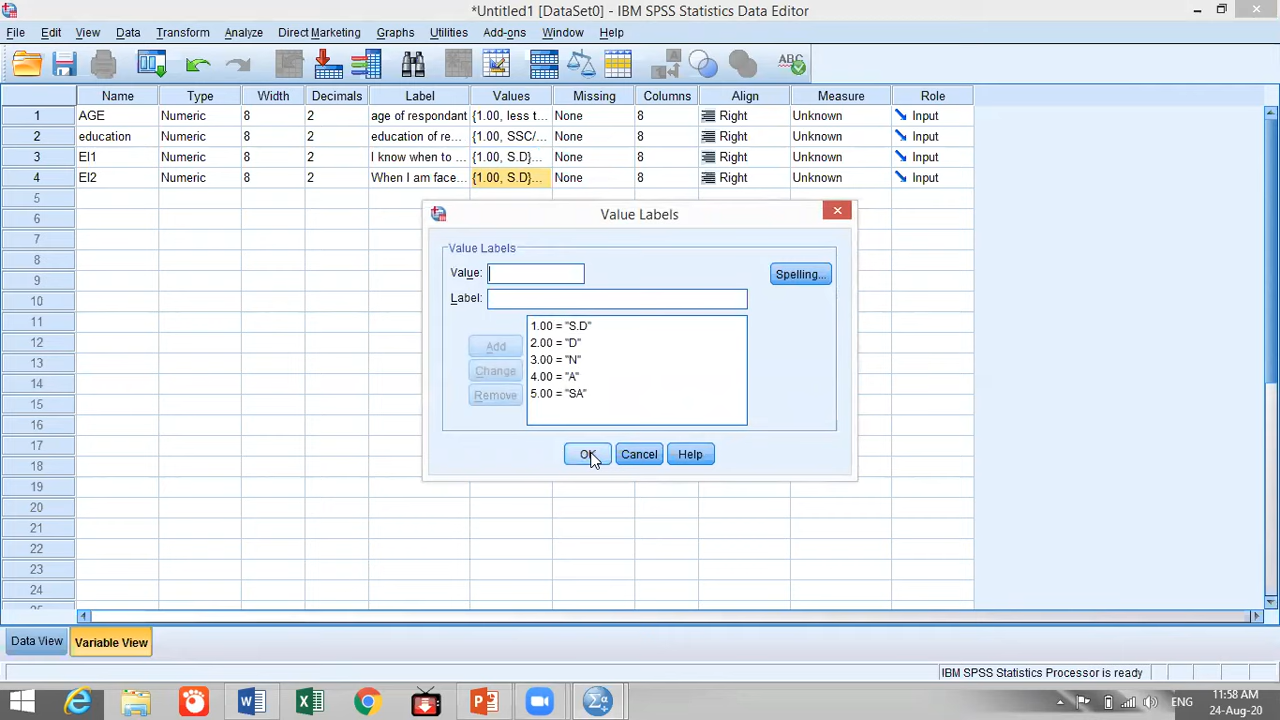 *Untitled1 [DataSet0] - IBM SPSS Statistics Data Editor
File Edit View Data Transform Analyze Direct Marketing Graphs Utilities Add-ons Window Help
Name Type Width Decimals Label Values Missing Columns Align Measure Role
1 AGE Numeric 8 2 age of respondant {1.00, less t... None 8 Right Unknown Input
2 education Numeric 8 2 education of re... {1.00, SSC/... None 8 Right Unknown Input
3 EI1 Numeric 8 2 I know when to ... {1.00, S.D}... None 8 Right Unknown Input
4 EI2 Numeric 8 2 When I am face... {1.00, S.D}... None 8 Right Unknown Input
5
6
7
8
9
10
11
12
13
14
15
16
17
18
19
20
21
22
23
24
Value Labels
Value Labels
Value:
Spelling...
Label:
1.00 = "S.D"
2.00 = "D"
3.00 = "N"
4.00 = "A"
5.00 = "SA"
Add
Change
Remove
OK Cancel Help
Data View Variable View
IBM SPSS Statistics Processor is ready
ENG
11:58 AM
24-Aug-20